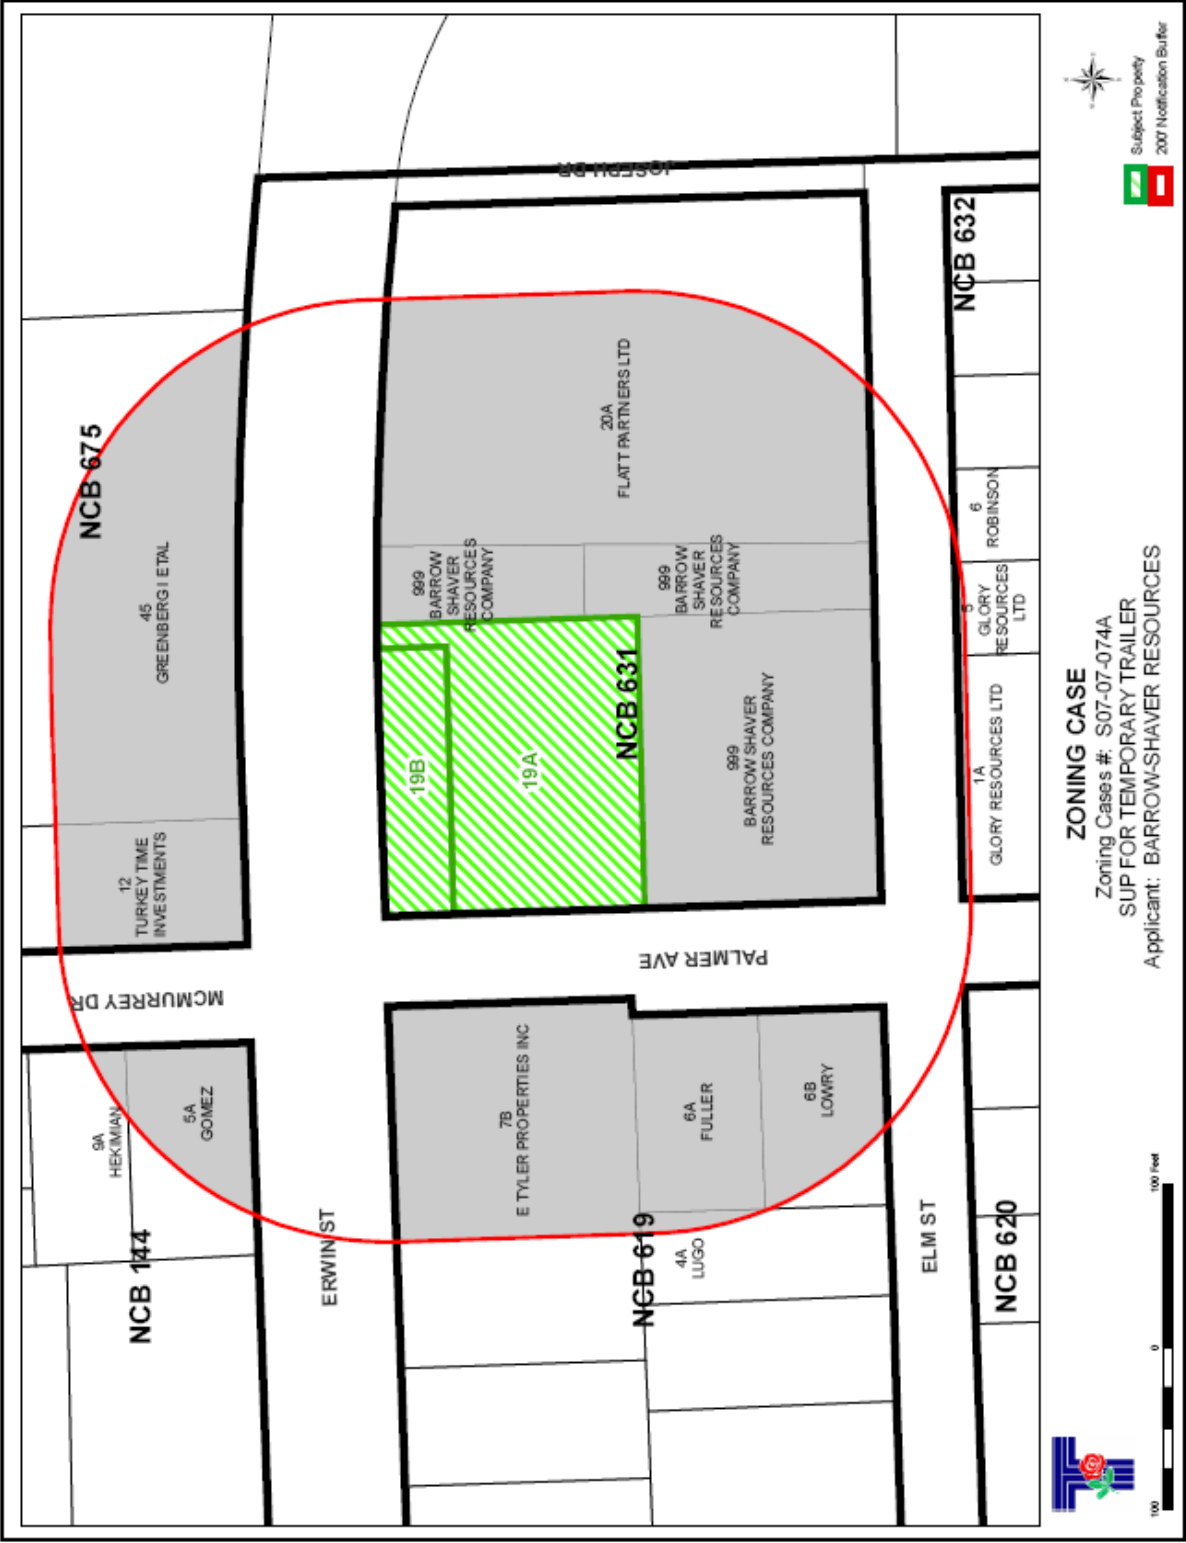 NCB 675
45
GREENBERG I ETAL
12
TURKEY TIME
INVESTMENTS
MCMURREY DR
9A
HEKIMIAN
5A
GOMEZ
NCB 144
ERWIN ST
JOSEPH DR
20A
FLATT PARTNERS LTD
999
BARROW
SHAVER
RESOURCES
COMPANY
999
BARROW
SHAVER
RESOURCES
COMPANY
19B
19A
NCB 631
999
BARROW SHAVER
RESOURCES COMPANY
PALMER AVE
7B
E TYLER PROPERTIES INC
6A
FULLER
6B
LOWRY
NCB 619
4A
LUGO
ELM ST
NCB 620
NCB 632
6
ROBINSON
5
GLORY
RESOURCES
LTD
1A
GLORY RESOURCES LTD
ZONING CASE
Zoning Cases #: S07-07-074A
SUP FOR TEMPORARY TRAILER
Applicant: BARROW-SHAVER RESOURCES
Subject Property
200' Notification Buffer
100 0 100 Feet